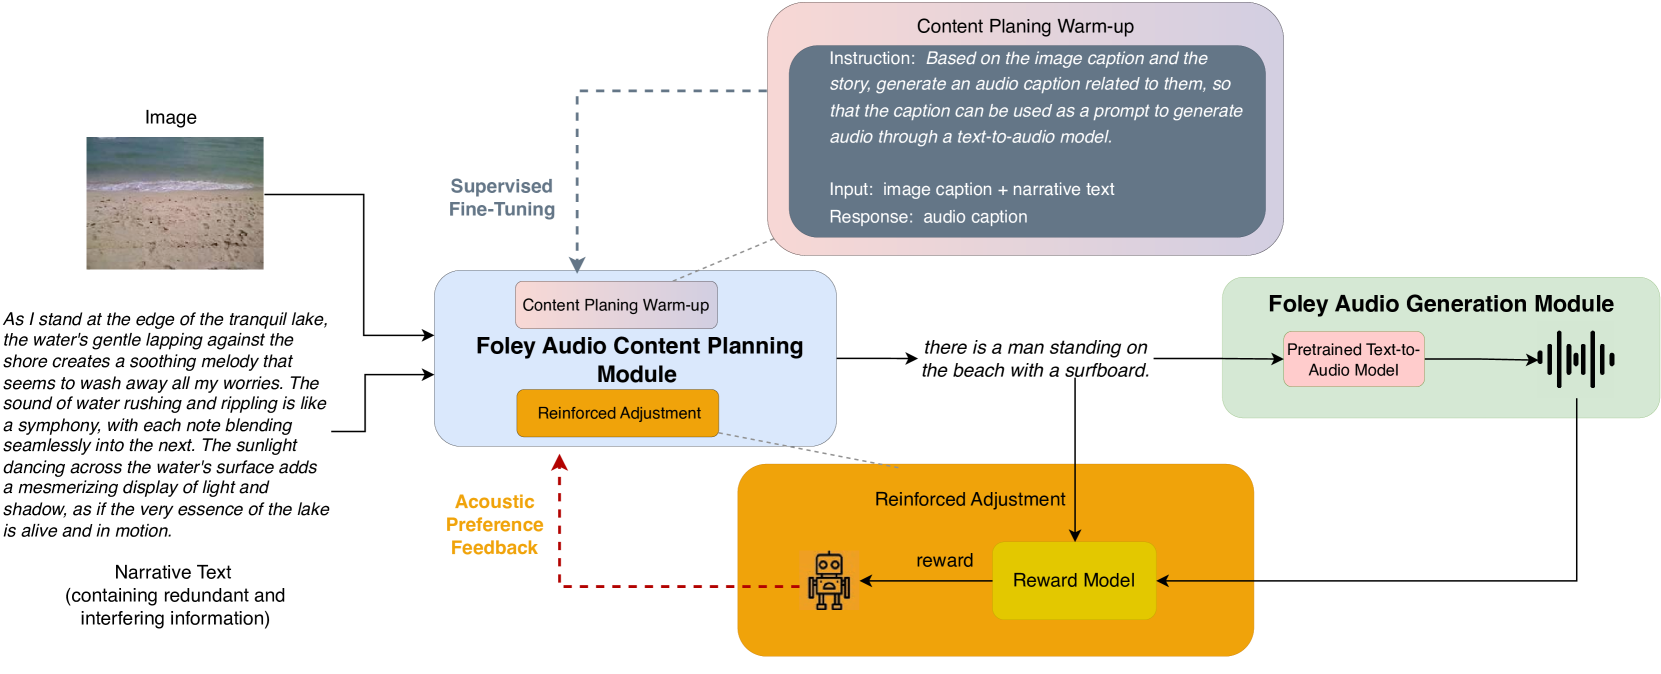 Content Planing Warm-up
Instruction: Based on the image caption and the
story, generate an audio caption related to them, so
that the caption can be used as a prompt to generate
audio through a text-to-audio model.
Input: image caption + narrative text
Response: audio caption
Image
Supervised
Fine-Tuning
As I stand at the edge of the tranquil lake,
the water's gentle lapping against the
shore creates a soothing melody that
seems to wash away all my worries. The
sound of water rushing and rippling is like
a symphony, with each note blending
seamlessly into the next. The sunlight
dancing across the water's surface adds
a mesmerizing display of light and
shadow, as if the very essence of the lake
is alive and in motion.
Narrative Text
(containing redundant and
interfering information)
Content Planing Warm-up
Foley Audio Content Planning
Module
Reinforced Adjustment
there is a man standing on
the beach with a surfboard.
Foley Audio Generation Module
Pretrained Text-to-
Audio Model
Acoustic
Preference
Feedback
Reinforced Adjustment
reward
Reward Model